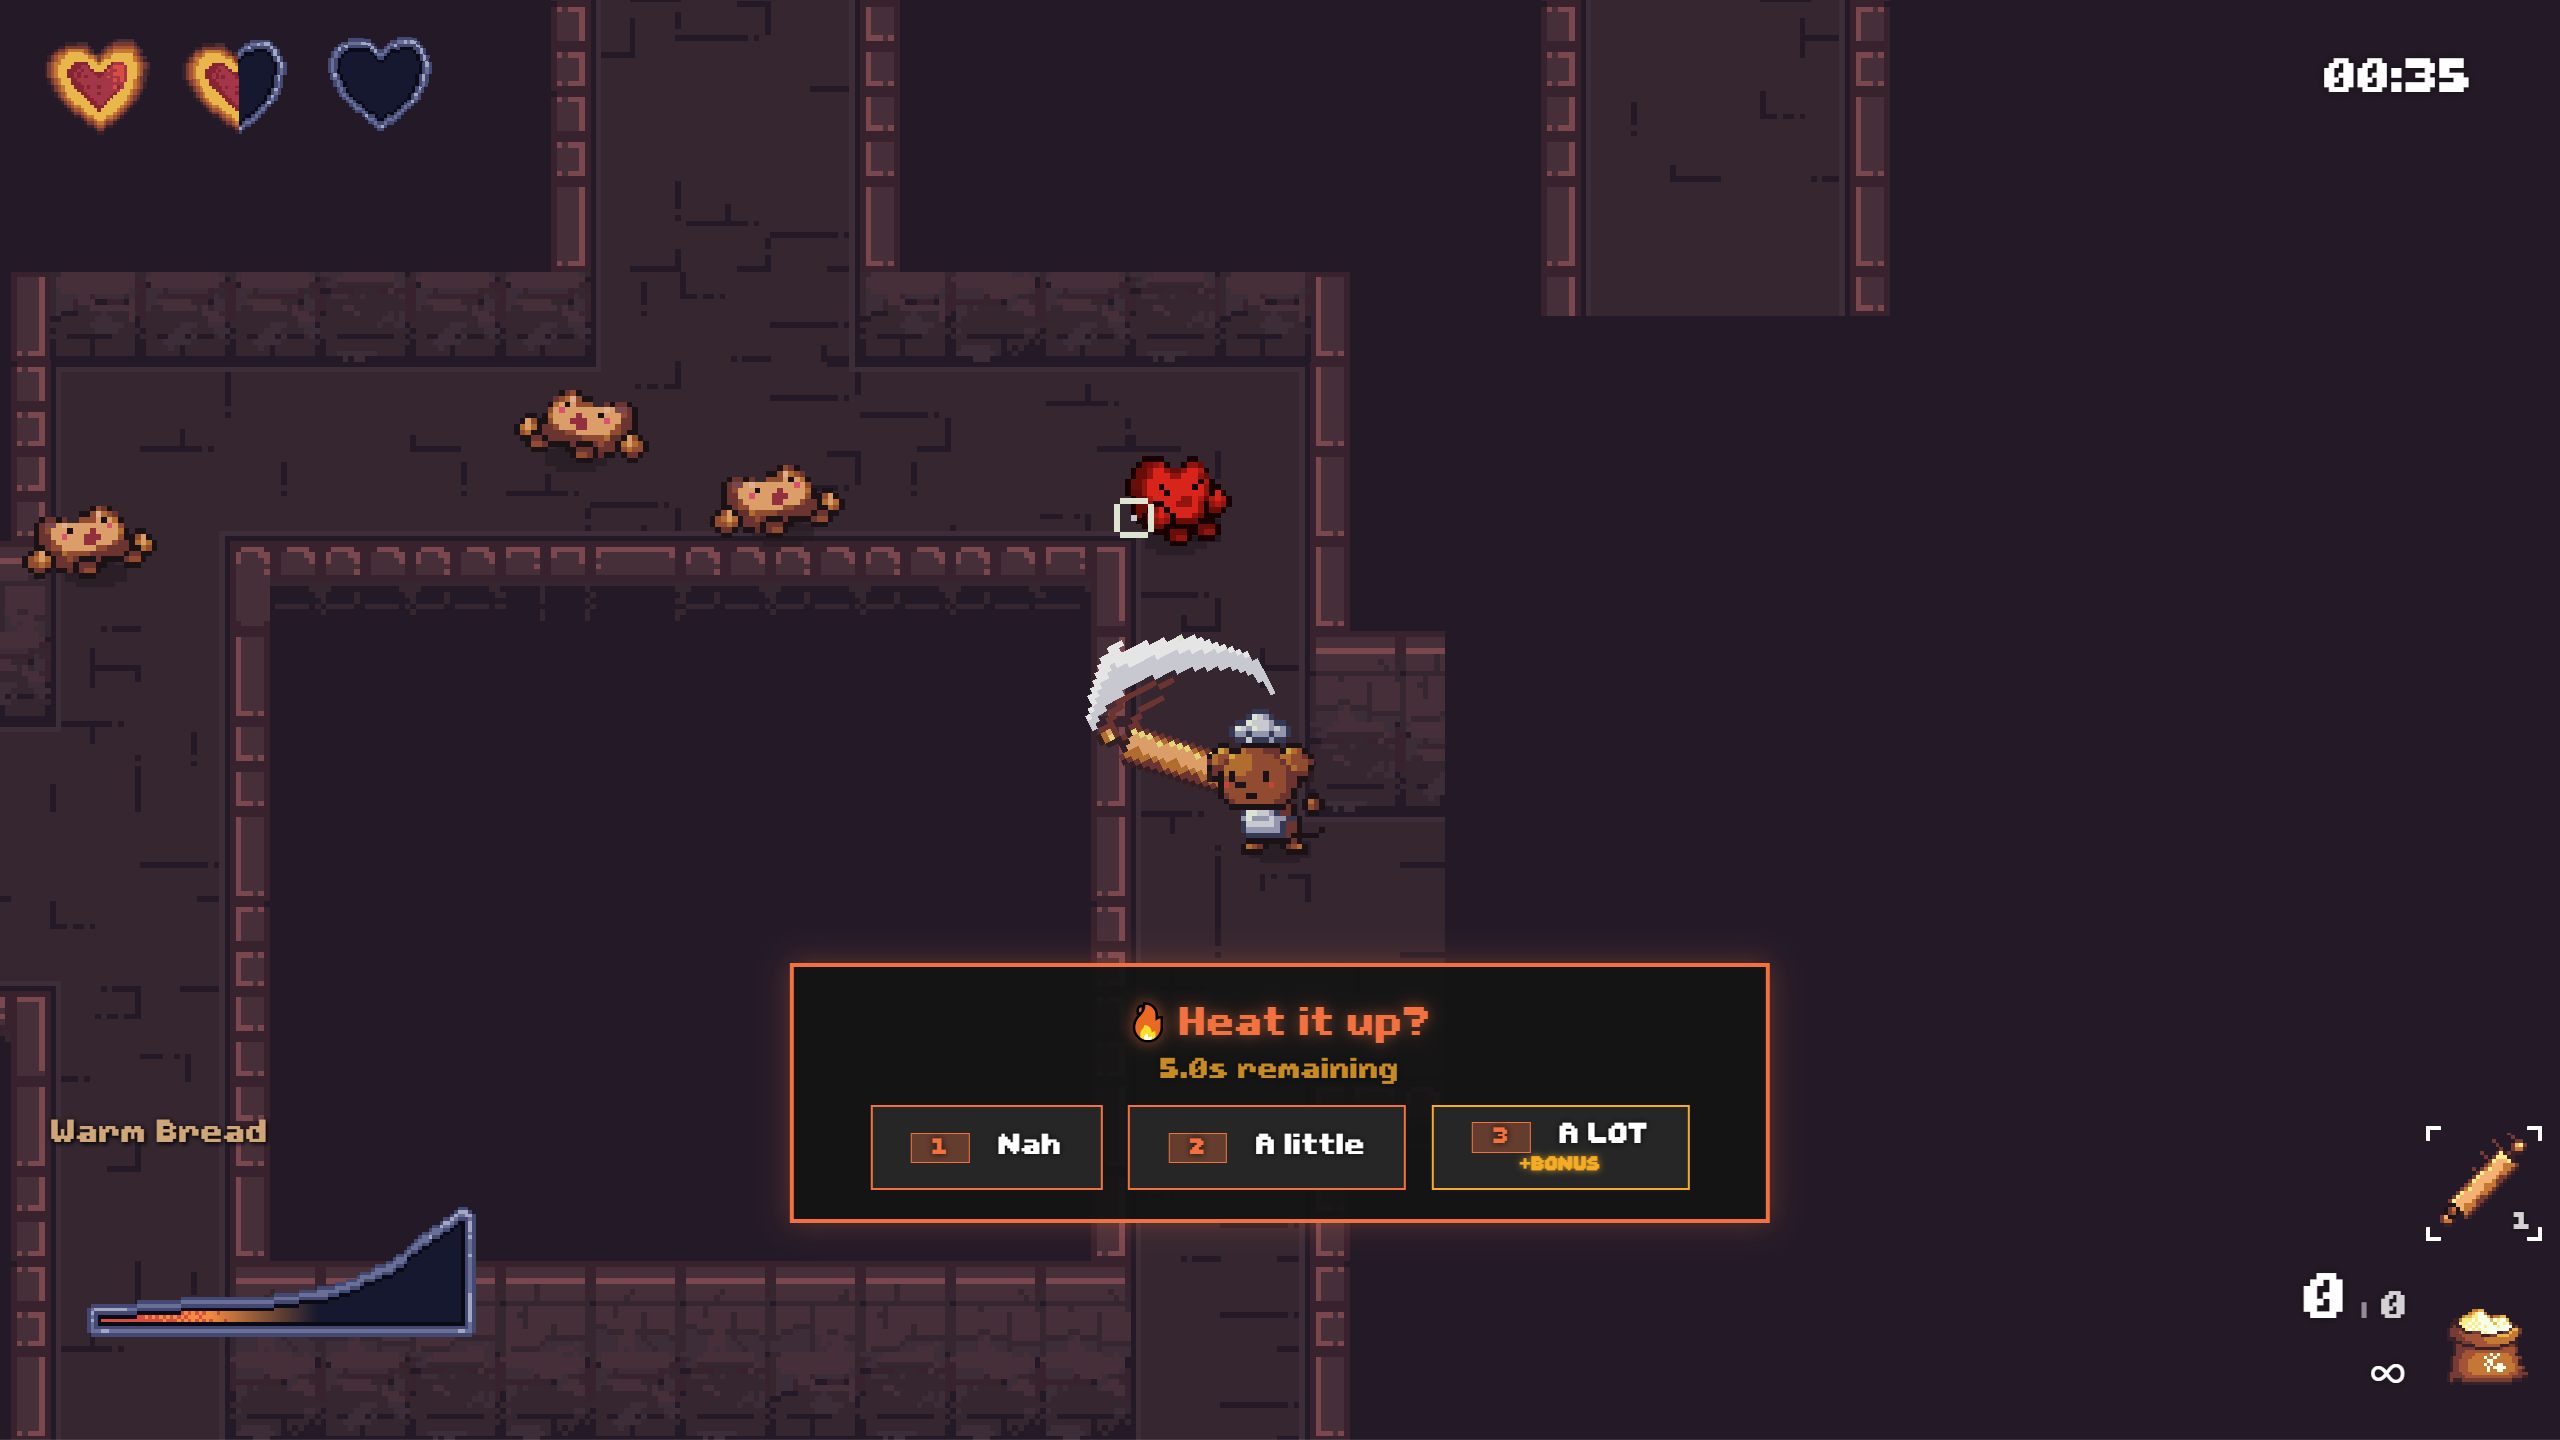 00:35
🔥 Heat it up?
5.0s remaining
1 Nah
2 A little
3 A LOT
+BONUS
Warm Bread
1
0 | 0
∞